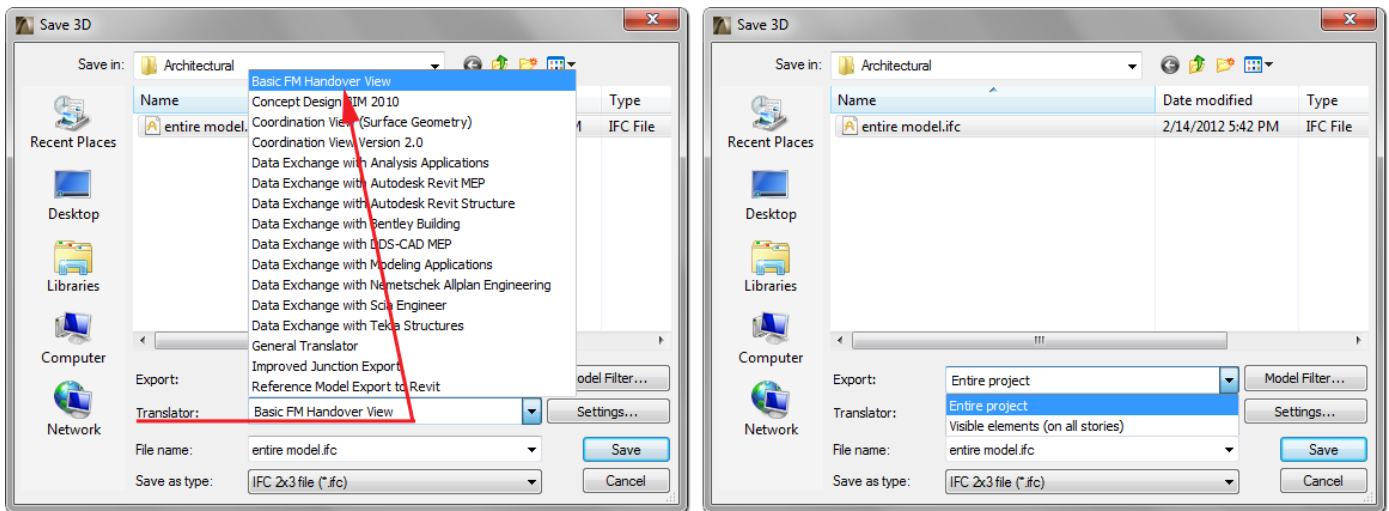 Save 3D
Save in:
Architectural
Name
Type
entire model.
IFC File
Recent Places
Desktop
Libraries
Computer
Network
Basic FM Handover View
Concept Design BIM 2010
Coordination View (Surface Geometry)
Coordination View Version 2.0
Data Exchange with Analysis Applications
Data Exchange with Autodesk Revit MEP
Data Exchange with Autodesk Revit Structure
Data Exchange with Bentley Building
Data Exchange with DDS-CAD MEP
Data Exchange with Modeling Applications
Data Exchange with Nemetschek Allplan Engineering
Data Exchange with Scia Engineer
Data Exchange with Tekla Structures
General Translator
Improved Junction Export
Reference Model Export to Revit
Export:
odel Filter...
Translator:
Basic FM Handover View
Settings...
File name:
entire model.ifc
Save
Save as type:
IFC 2x3 file (*.ifc)
Cancel
Save 3D
Save in:
Architectural
Name
Date modified
Type
entire model.ifc
2/14/2012 5:42 PM
IFC File
Recent Places
Desktop
Libraries
Computer
Network
Export:
Entire project
Model Filter...
Translator:
Entire project
Visible elements (on all stories)
Settings...
File name:
entire model.ifc
Save
Save as type:
IFC 2x3 file (*.ifc)
Cancel